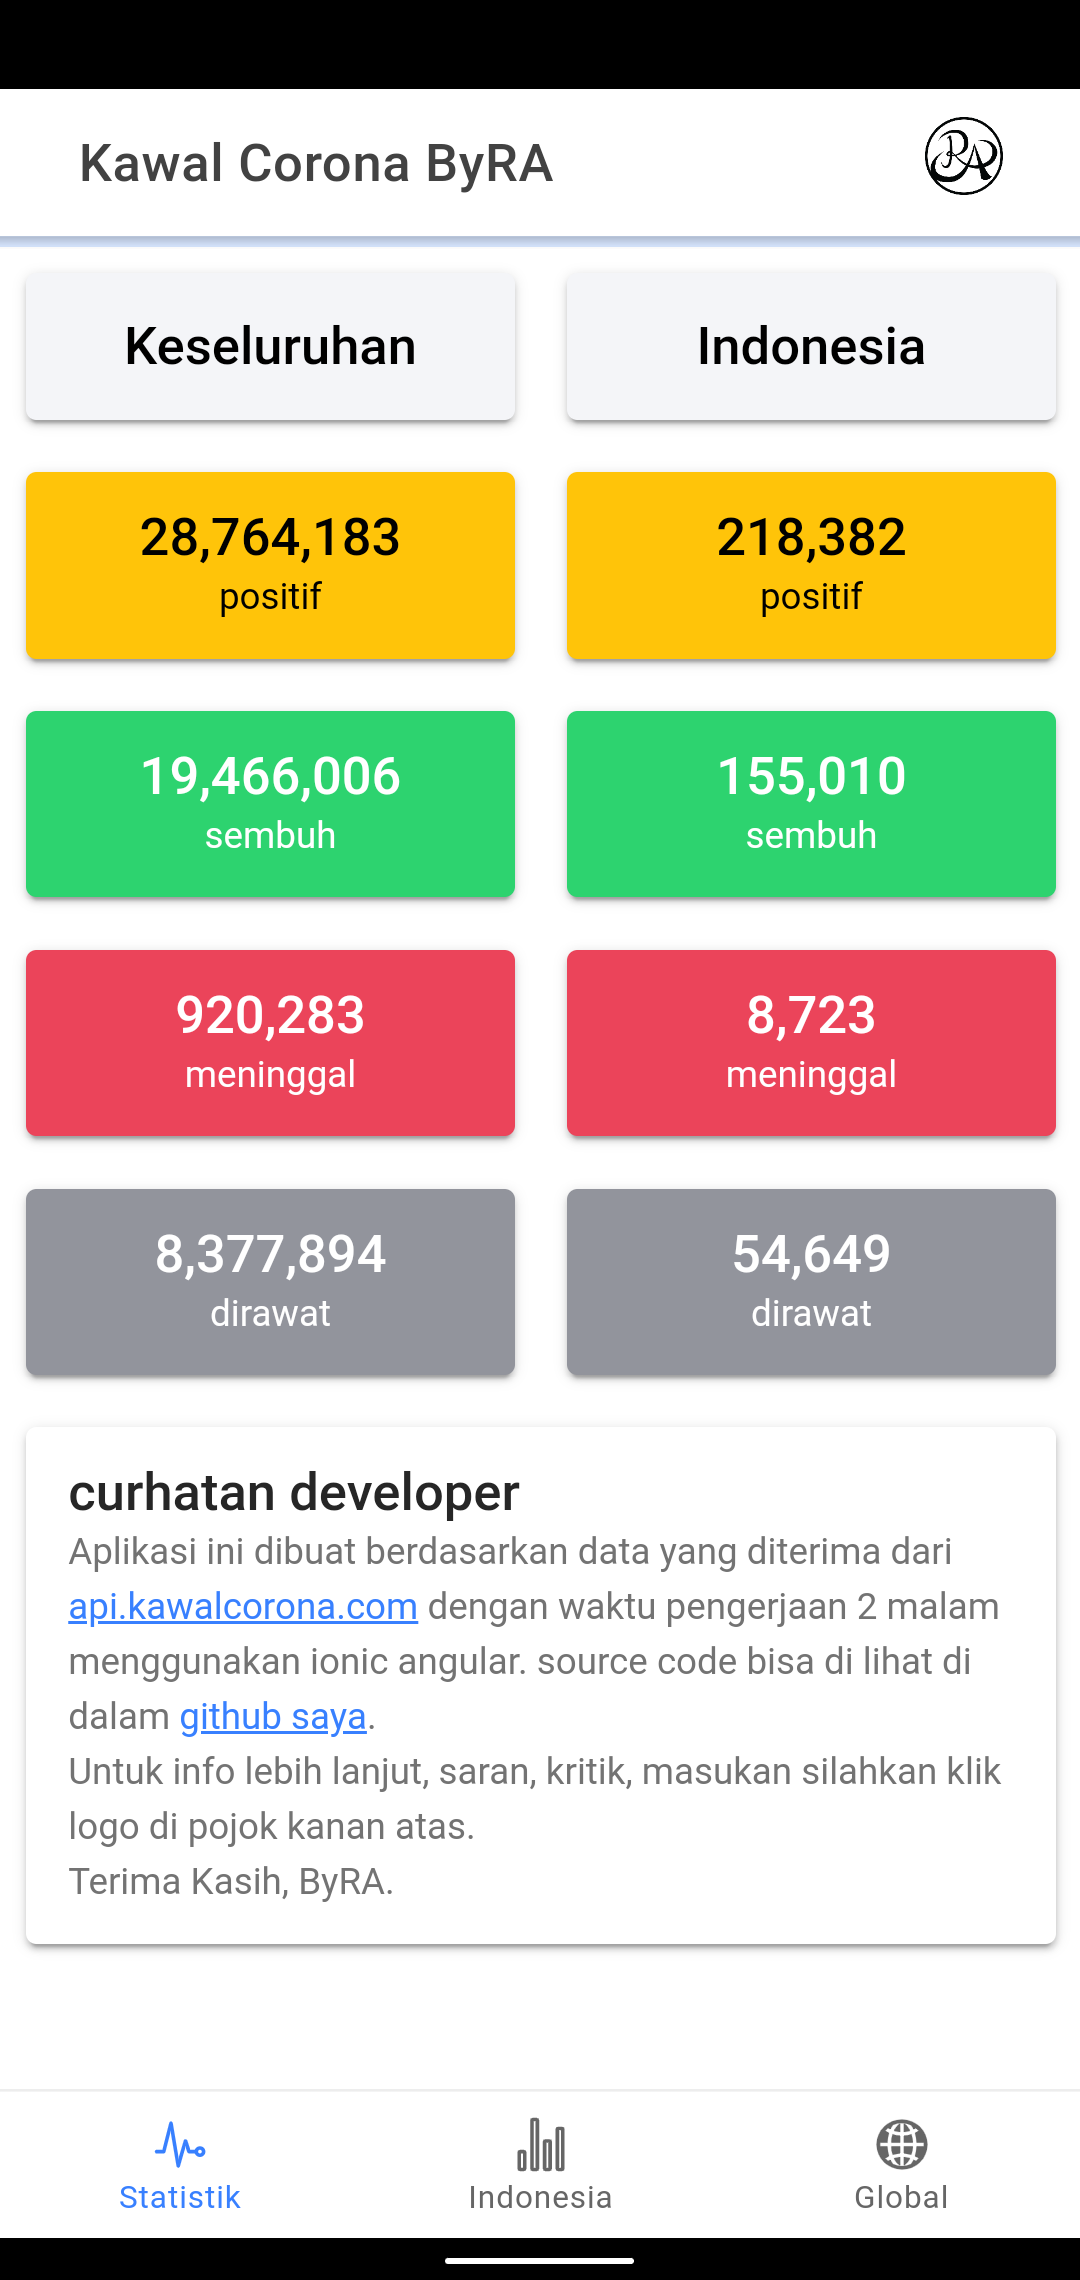 Kawal Corona ByRA
RA
Keseluruhan
Indonesia
28,764,183
positif
218,382
positif
19,466,006
sembuh
155,010
sembuh
920,283
meninggal
8,723
meninggal
8,377,894
dirawat
54,649
dirawat
curhatan developer
Aplikasi ini dibuat berdasarkan data yang diterima dari
api.kawalcorona.com dengan waktu pengerjaan 2 malam
menggunakan ionic angular. source code bisa di lihat di
dalam github saya.
Untuk info lebih lanjut, saran, kritik, masukan silahkan klik
logo di pojok kanan atas.
Terima Kasih, ByRA.
Statistik
Indonesia
Global